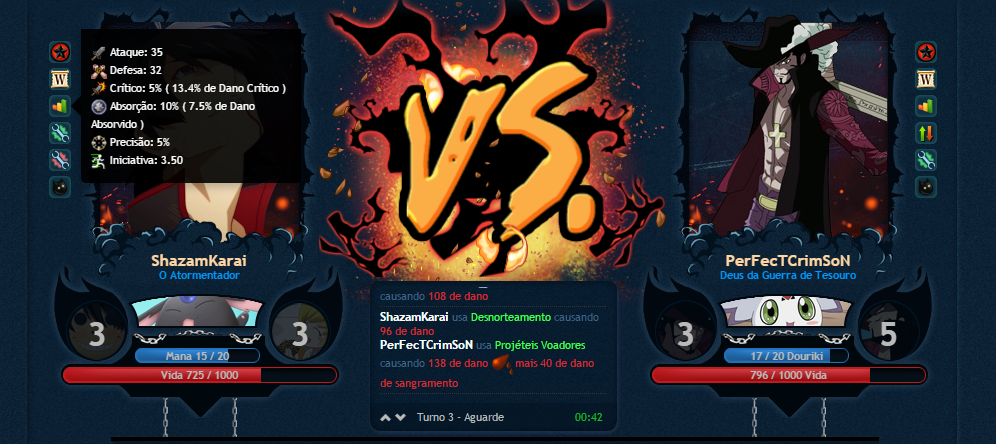 Ataque: 35
Defesa: 32
Crítico: 5% ( 13.4% de Dano Crítico )
Absorção: 10% ( 7.5% de Dano
Absorvido )
Precisão: 5%
Iniciativa: 3.50
W
VS.
W
ShazamKarai
O Atormentador
PerFecTCrimSoN
Deus da Guerra de Tesouro
3
3
Mana 15 / 20
Vida 725 / 1000
causando 108 de dano
ShazamKarai usa Desnorteamento causando
96 de dano
PerFecTCrimSoN usa Projéteis Voadores
causando 138 de dano mais 40 de dano
de sangramento
Turno 3 - Aguarde 00:42
3
5
17 / 20 Douriki
796 / 1000 Vida